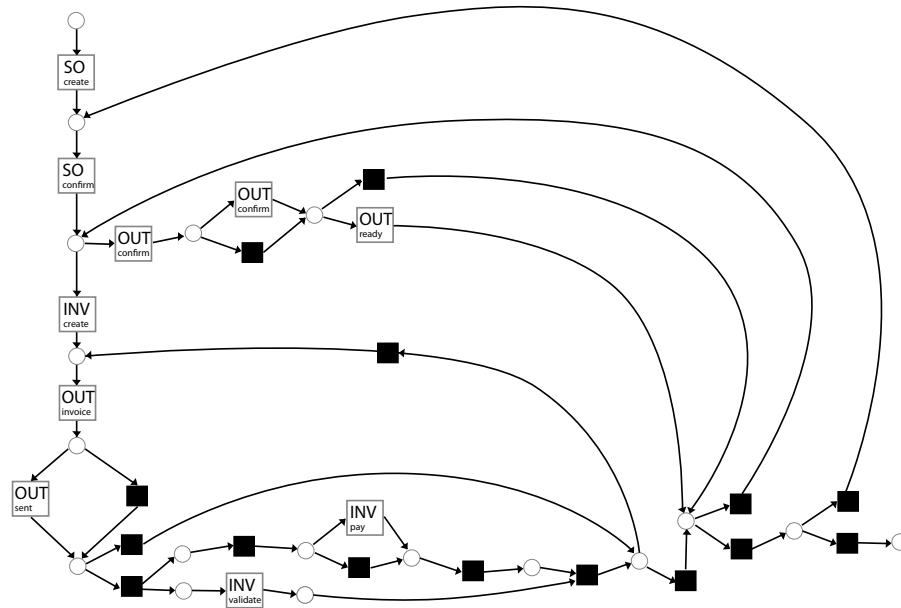 SO
create
SO
confirm
OUT
confirm
OUT
confirm
OUT
ready
INV
create
OUT
invoice
OUT
sent
INV
pay
INV
validate